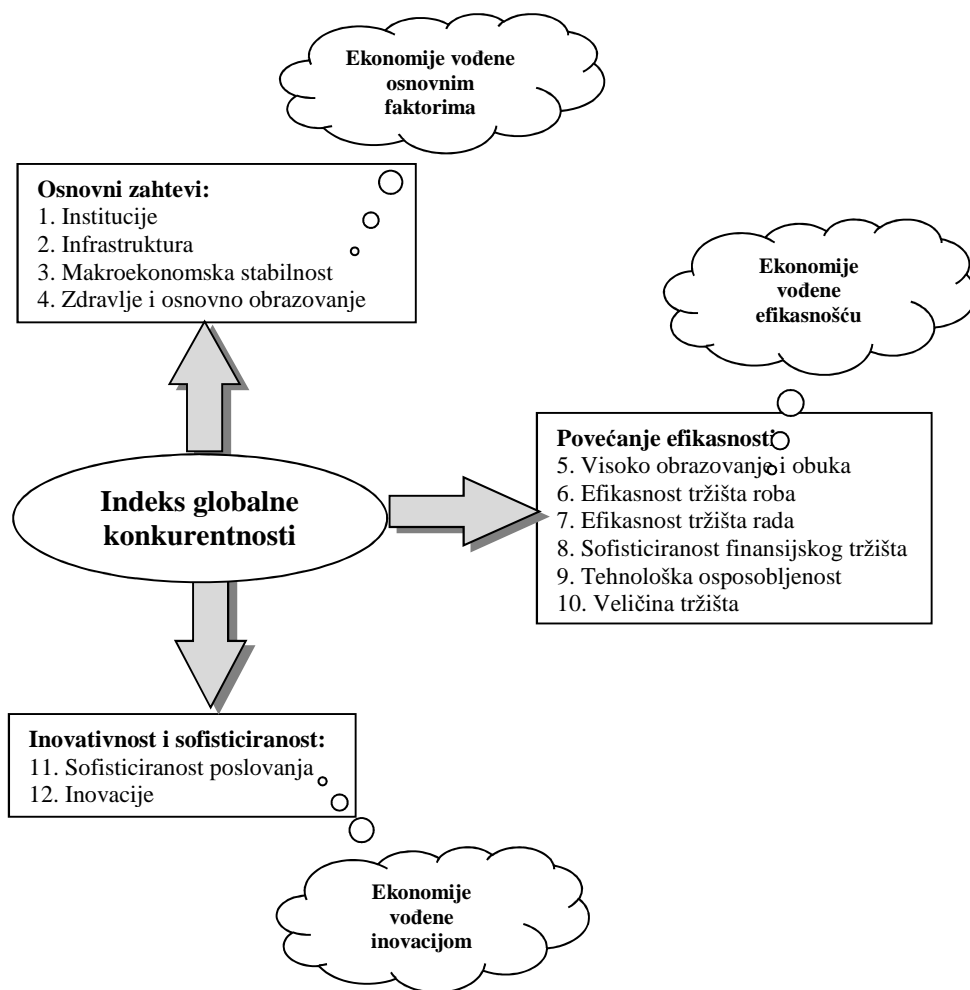 Ekonomije vođene
osnovnim
faktorima
Osnovni zahtevi:
1. Institucije
2. Infrastruktura
3. Makroekonomska stabilnost
4. Zdravlje i osnovno obrazovanje
Ekonomije
vođene
efikasnošću
Povećanje efikasnosti:
5. Visoko obrazovanje i obuka
6. Efikasnost tržišta roba
7. Efikasnost tržišta rada
8. Sofisticiranost finansijskog tržišta
9. Tehnološka osposobljenost
10. Veličina tržišta
Indeks globalne
konkurentnosti
Inovativnost i sofisticiranost:
11. Sofisticiranost poslovanja
12. Inovacije
Ekonomije
vođene
inovacijom